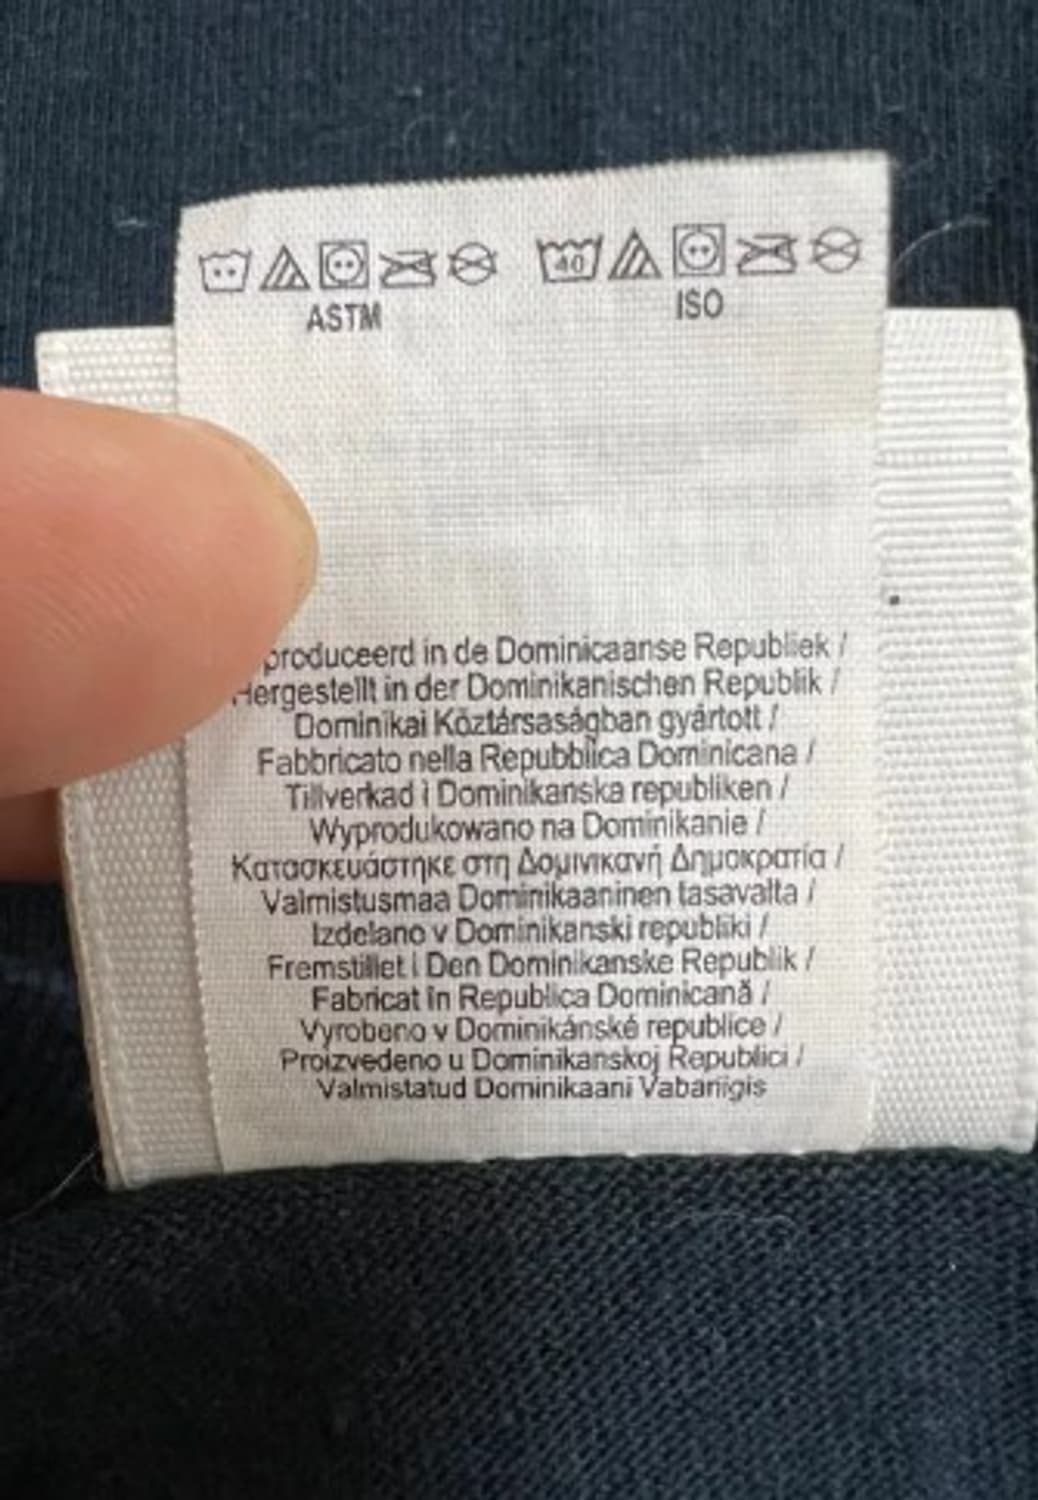 40
ASTM ISO
produceerd in de Dominicaanse Republiek /
Hergestellt in der Dominikanischen Republik /
Dominikai Köztársaságban gyártott /
Fabbricato nella Repubblica Dominicana /
Tillverkad i Dominikanska republiken /
Wyprodukowano na Dominikanie /
Κατασκευάστηκε στη Δομινικανή Δημοκρατία /
Valmistusmaa Dominikaaninen tasavalta /
Izdelano v Dominikanski republiki /
Fremstillet i Den Dominikanske Republik /
Fabricat în Republica Dominicană /
Vyrobeno v Dominikánské republice /
Proizvedeno u Dominikanskoj Republici /
Valmistatud Dominikaani Vabariigis